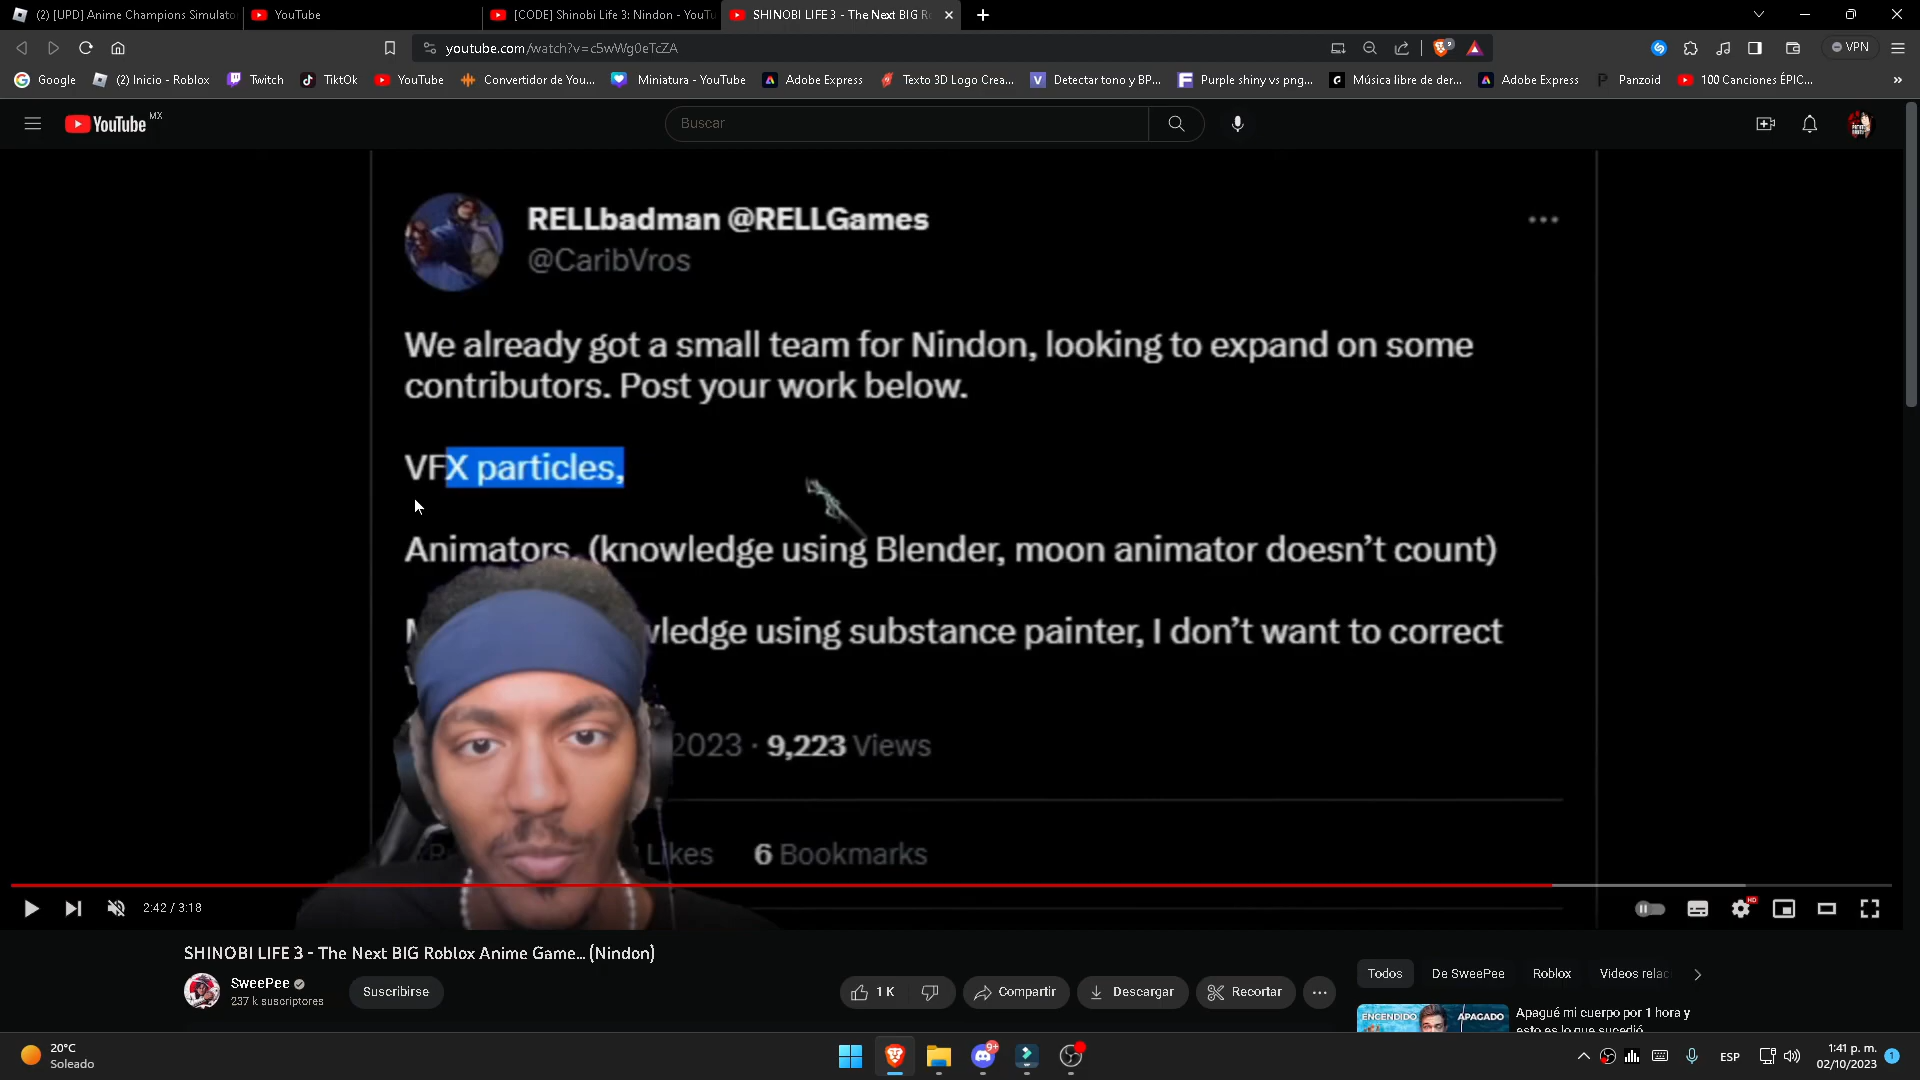 (2) [UPD] Anime Champions Simulato
YouTube
[CODE] Shinobi Life 3: Nindon - YouTu
SHINOBI LIFE 3 - The Next BIG R
youtube.com/watch?v=c5wWg0eTcZA
VPN
Google
(2) Inicio - Roblox
Twitch
TikTok
YouTube
Convertidor de You...
Miniatura - YouTube
Adobe Express
Texto 3D Logo Crea...
Detectar tono y BP...
Purple shiny vs png...
Música libre de der...
Adobe Express
Panzoid
100 Canciones ÉPIC...
YouTube MX
Buscar
RELLbadman @RELLGames
@CaribVros
We already got a small team for Nindon, looking to expand on some
contributors. Post your work below.
VFX particles,
Animators, (knowledge using Blender, moon animator doesn't count)
wledge using substance painter, I don't want to correct
2023 · 9,223 Views
Likes 6 Bookmarks
2:42 / 3:18
HD
SHINOBI LIFE 3 - The Next BIG Roblox Anime Game... (Nindon)
SweePee
237 k suscriptores
Suscribirse
1 K
Compartir
Descargar
Recortar
Todos
De SweePee
Roblox
Videos relac
ENCENDIDO
APAGADO
Apagué mi cuerpo por 1 hora y
esto es lo que sucedió
20°C
Soleado
9+
ESP
1:41 p. m.
02/10/2023
1